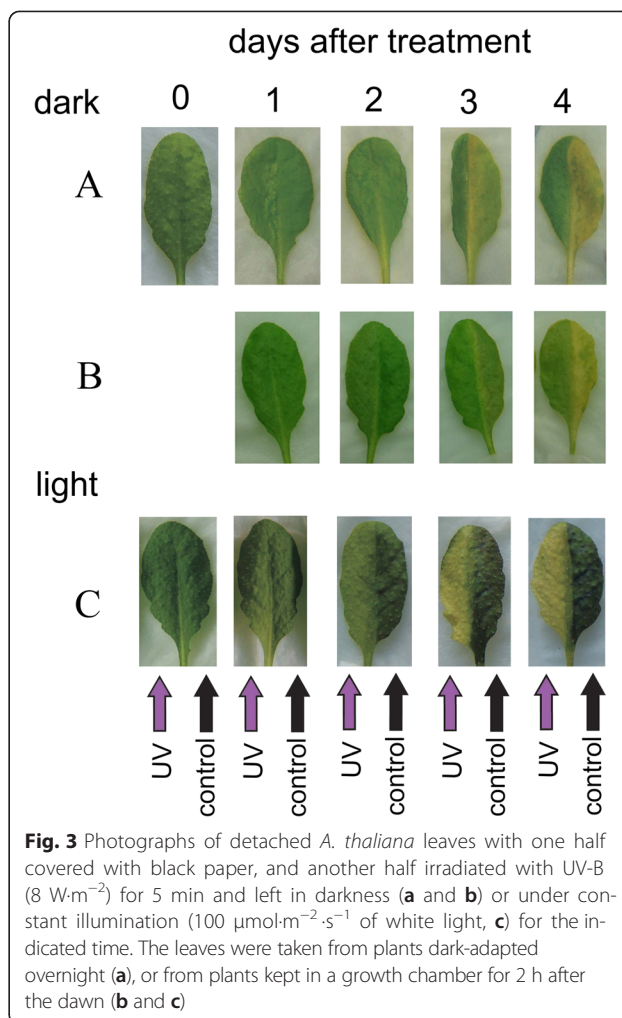 days after treatment
dark 0 1 2 3 4
A
B
light
C
UV control UV control UV control UV control UV control
Fig. 3 Photographs of detached A. thaliana leaves with one half
covered with black paper, and another half irradiated with UV-B
(8 W·m⁻²) for 5 min and left in darkness (a and b) or under con-
stant illumination (100 μmol·m⁻²·s⁻¹ of white light, c) for the in-
dicated time. The leaves were taken from plants dark-adapted
overnight (a), or from plants kept in a growth chamber for 2 h after
the dawn (b and c)